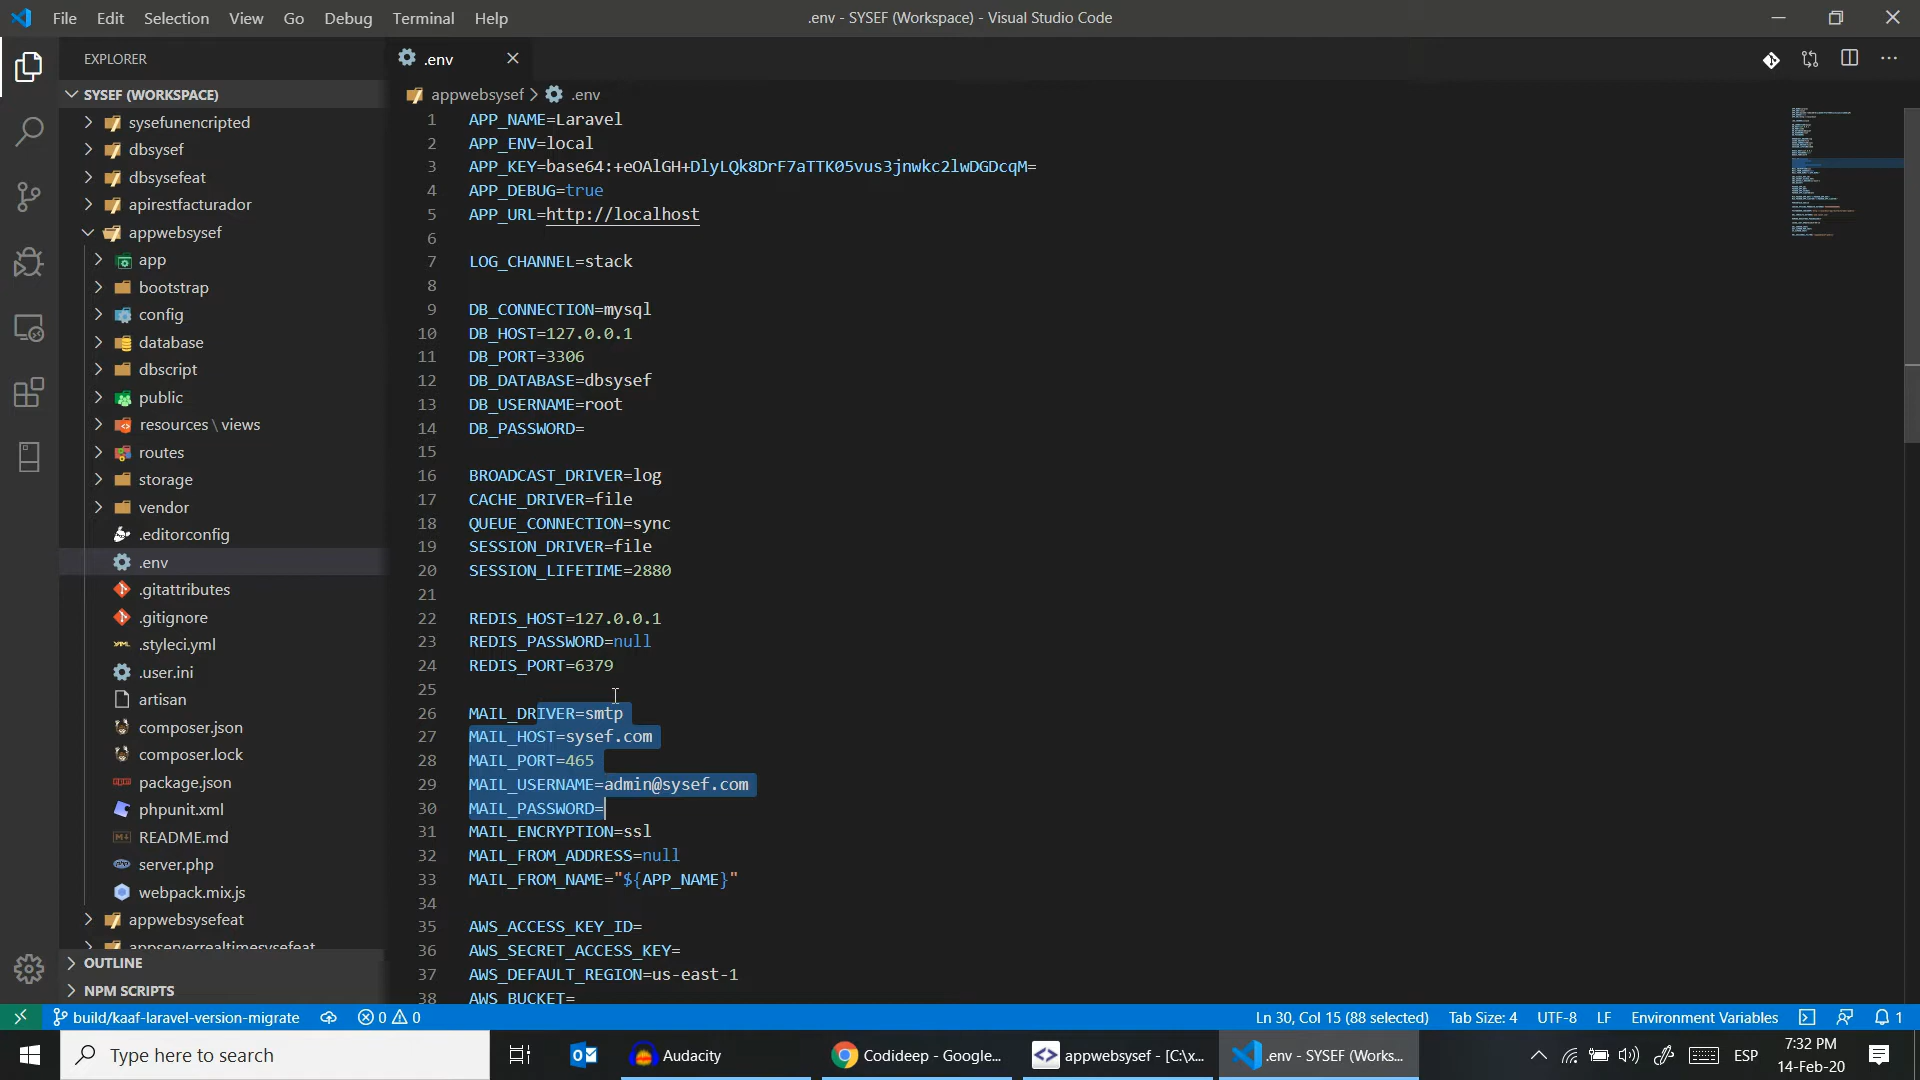 File Edit Selection View Go Debug Terminal Help
.env - SYSEF (Workspace) - Visual Studio Code
EXPLORER
SYSEF (WORKSPACE)
sysefunencripted
dbsysef
dbsysefeat
apirestfacturador
appwebsysef
app
bootstrap
config
database
dbscript
public
resources \ views
routes
storage
vendor
.editorconfig
.env
.gitattributes
.gitignore
.styleci.yml
.user.ini
artisan
composer.json
composer.lock
package.json
phpunit.xml
README.md
server.php
webpack.mix.js
appwebsysefeat
appserverrealtimesysefeat
OUTLINE
NPM SCRIPTS
.env
appwebsysef > .env
1 APP_NAME=Laravel
2 APP_ENV=local
3 APP_KEY=base64:+eOAlGH+DlyLQk8DrF7aTTK05vus3jnwkc2lwDGDcqM=
4 APP_DEBUG=true
5 APP_URL=http://localhost
6
7 LOG_CHANNEL=stack
8
9 DB_CONNECTION=mysql
10 DB_HOST=127.0.0.1
11 DB_PORT=3306
12 DB_DATABASE=dbsysef
13 DB_USERNAME=root
14 DB_PASSWORD=
15
16 BROADCAST_DRIVER=log
17 CACHE_DRIVER=file
18 QUEUE_CONNECTION=sync
19 SESSION_DRIVER=file
20 SESSION_LIFETIME=2880
21
22 REDIS_HOST=127.0.0.1
23 REDIS_PASSWORD=null
24 REDIS_PORT=6379
25
26 MAIL_DRIVER=smtp
27 MAIL_HOST=sysef.com
28 MAIL_PORT=465
29 MAIL_USERNAME=admin@sysef.com
30 MAIL_PASSWORD=
31 MAIL_ENCRYPTION=ssl
32 MAIL_FROM_ADDRESS=null
33 MAIL_FROM_NAME="${APP_NAME}"
34
35 AWS_ACCESS_KEY_ID=
36 AWS_SECRET_ACCESS_KEY=
37 AWS_DEFAULT_REGION=us-east-1
38 AWS_BUCKET=
build/kaaf-laravel-version-migrate 0 0
Ln 30, Col 15 (88 selected) Tab Size: 4 UTF-8 LF Environment Variables 1
Type here to search
Audacity
Codideep - Google...
appwebsysef - [C:\x...
.env - SYSEF (Works...
ESP
7:32 PM
14-Feb-20